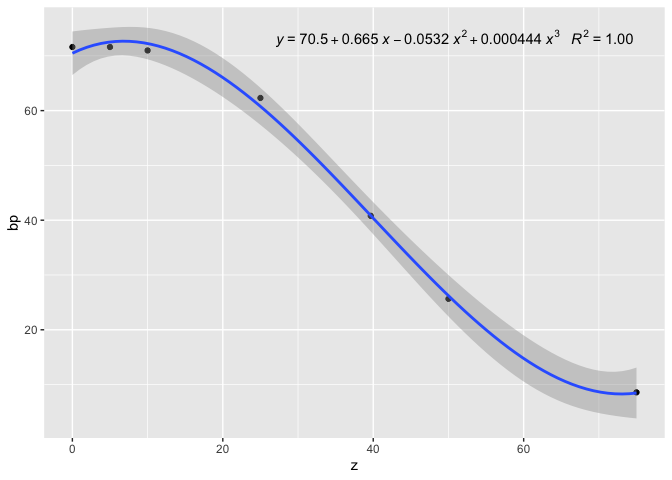 y = 70.5 + 0.665 x − 0.0532 x² + 0.000444 x³ R² = 1.00
60
40
20
bp
0 20 40 60
z